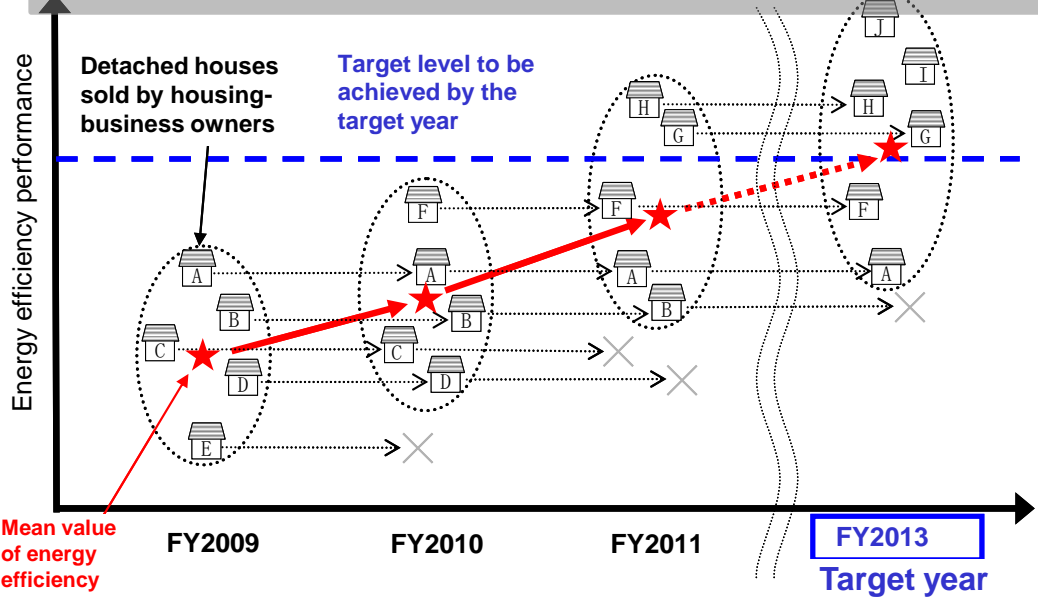 Energy efficiency performance
Detached houses
sold by housing-
business owners
Target level to be
achieved by the
target year
J
I
H
H
G
G
F
F
F
A
A
A
A
B
B
B
C
C
D
D
E
Mean value
of energy
efficiency
FY2009
FY2010
FY2011
FY2013
Target year